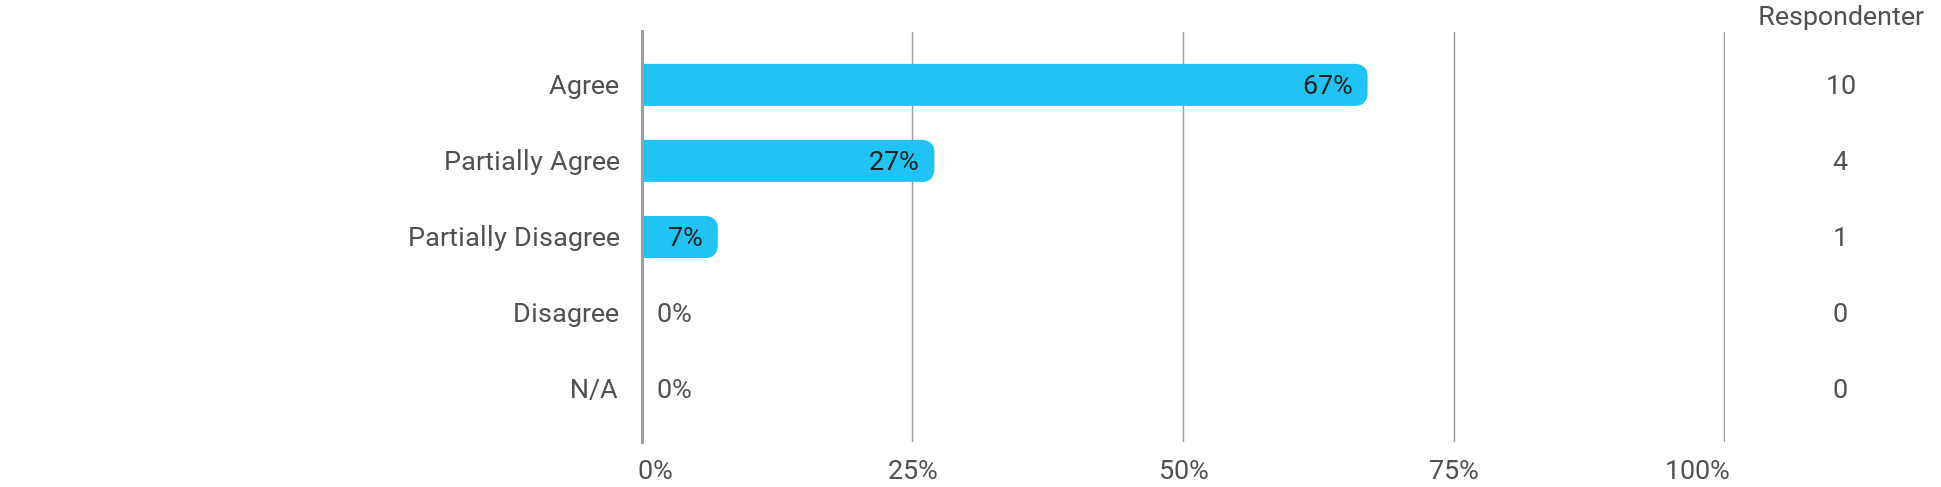 Respondenter
Agree 67% 10
Partially Agree 27% 4
Partially Disagree 7% 1
Disagree 0% 0
N/A 0% 0
0% 25% 50% 75% 100%